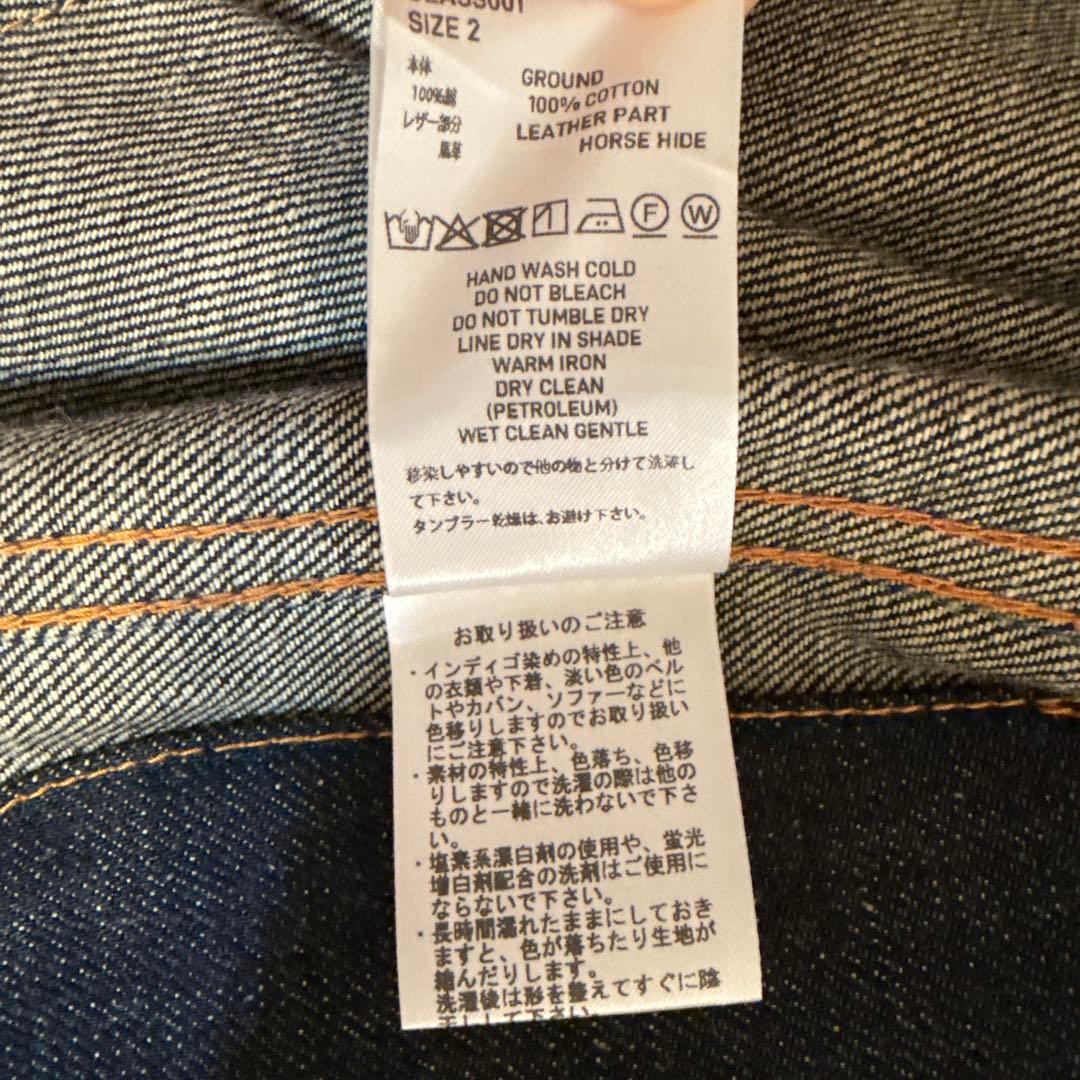 SIZE 2
本体
100%綿
レザー部分
馬革
GROUND
100% COTTON
LEATHER PART
HORSE HIDE
F
W
HAND WASH COLD
DO NOT BLEACH
DO NOT TUMBLE DRY
LINE DRY IN SHADE
WARM IRON
DRY CLEAN
(PETROLEUM)
WET CLEAN GENTLE
移染しやすいので他の物と分けて洗濯し
て下さい。
タンブラー乾燥は、お避け下さい。
お取り扱いのご注意
・インディゴ染めの特性上、他
の衣類や下着、淡い色のベル
トやカバン、ソファーなどに
色移りしますのでお取り扱い
にご注意下さい。
・素材の特性上、色落ち、色移
りしますので洗濯の際は他の
ものと一緒に洗わないで下さ
い。
・塩素系漂白剤の使用や、蛍光
増白剤配合の洗剤はご使用に
ならないで下さい。
・長時間濡れたままにしておき
ますと、色が落ちたり生地が
縮んだりします。
洗濯後は形を整えてすぐに陰
干しして下さい。